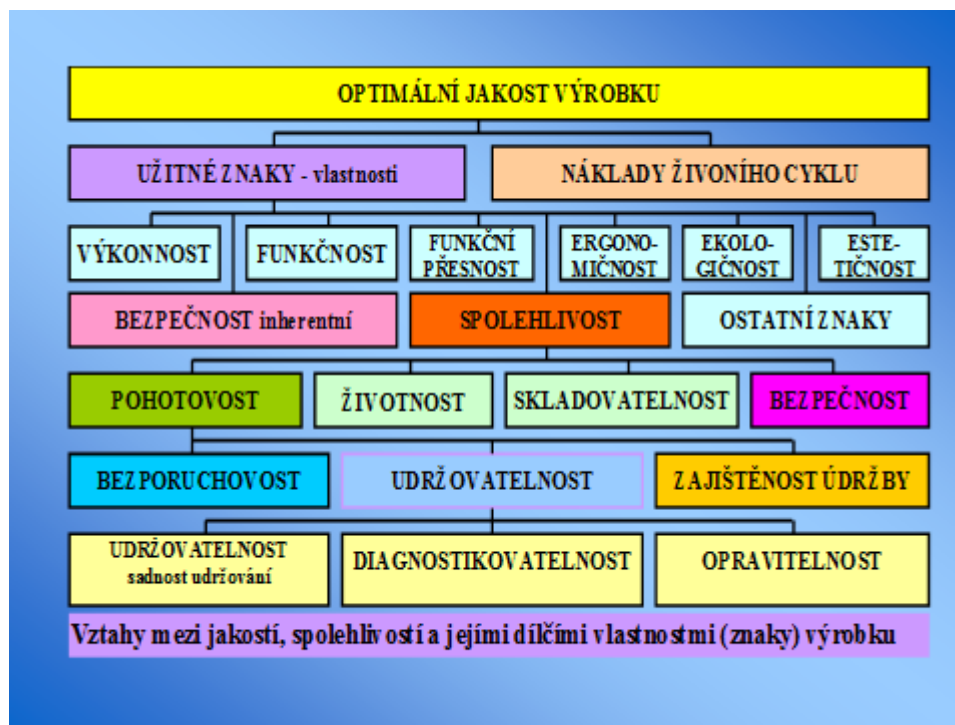 OPTIMÁLNÍ JAKOST VÝROBKU
UŽITNÉ ZNAKY - vlastnosti
NÁKLADY ŽIVONÍHO CYKLU
VÝKONNOST
FUNKČNOST
FUNKČNÍ
PŘESNOST
ERGONO-
MIČNOST
EKOLO-
GIČNOST
ESTE-
TIČNOST
BEZPEČNOST inherentní
SPOLEHLIVOST
OSTATNÍ ZNAKY
POHOTOVOST
ŽIVOTNOST
SKLADOVATELNOST
BEZPEČNOST
BEZPORUCHOVOST
UDRŽOVATELNOST
ZAJIŠTĚNOST ÚDRŽBY
UDRŽOVATELNOST
sadnost udržování
DIAGNOSTIKOVATELNOST
OPRAVITELNOST
Vztahy mezi jakostí, spolehlivostí a jejími dílčími vlastnostmi (znaky) výrobku